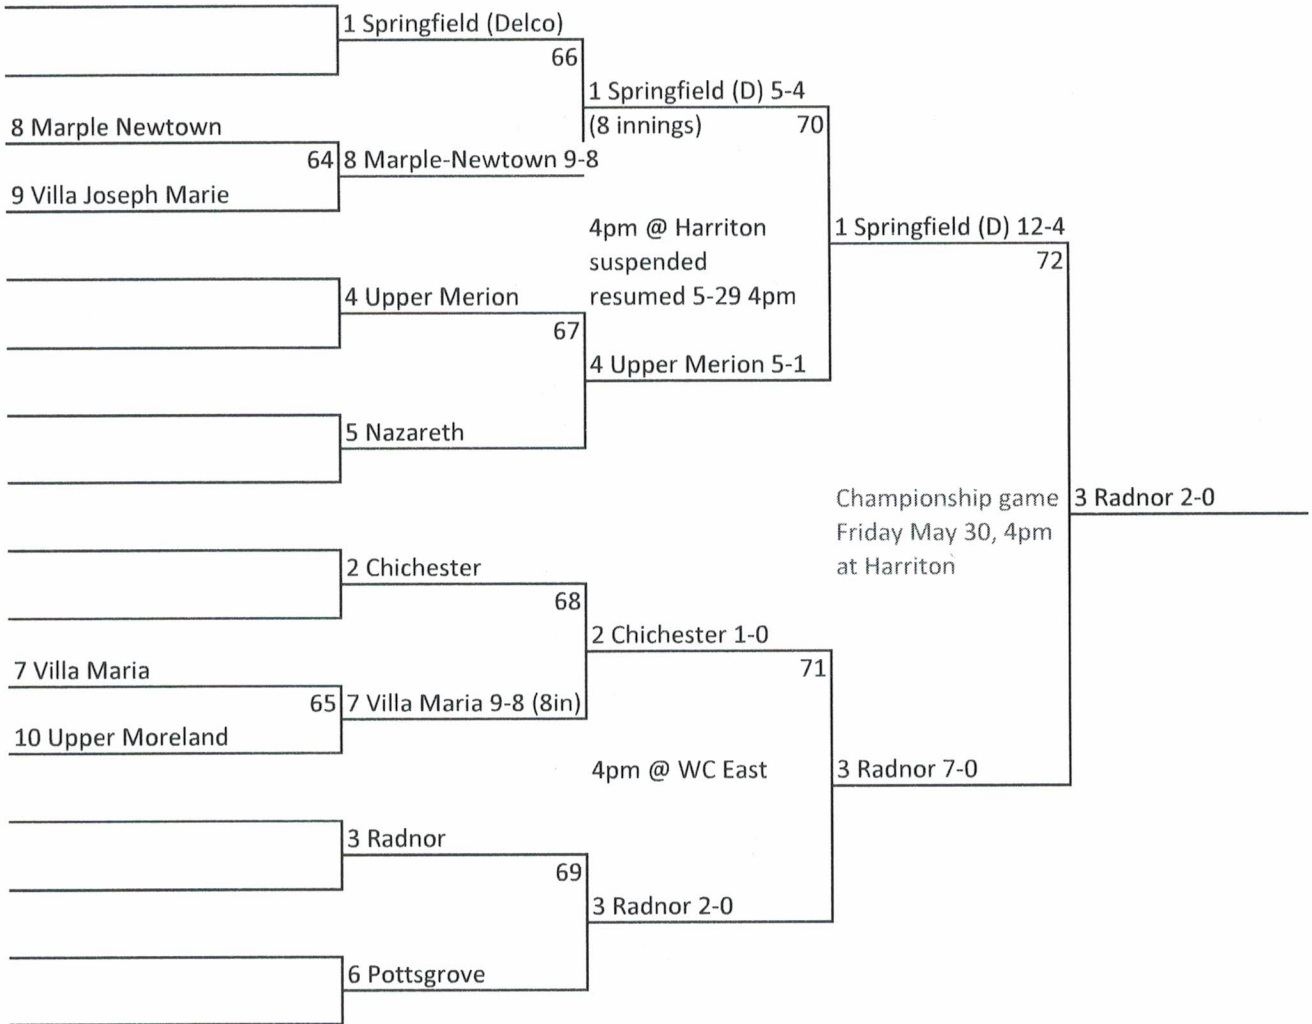 1 Springfield (Delco)
66
1 Springfield (D) 5-4
(8 innings)
70
8 Marple Newtown
64
8 Marple-Newtown 9-8
9 Villa Joseph Marie
4pm @ Harriton
suspended
resumed 5-29 4pm
1 Springfield (D) 12-4
72
4 Upper Merion
67
4 Upper Merion 5-1
5 Nazareth
Championship game
Friday May 30, 4pm
at Harriton
3 Radnor 2-0
2 Chichester
68
2 Chichester 1-0
71
7 Villa Maria
65
7 Villa Maria 9-8 (8in)
10 Upper Moreland
4pm @ WC East
3 Radnor 7-0
3 Radnor
69
3 Radnor 2-0
6 Pottsgrove